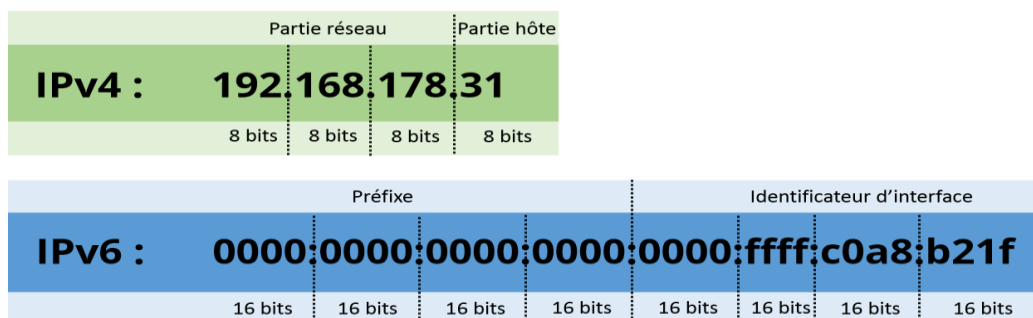 Partie réseau Partie hôte
IPv4 : 192.168.178.31
8 bits 8 bits 8 bits 8 bits
Préfixe Identificateur d'interface
IPv6 : 0000:0000:0000:0000:0000:ffff:c0a8:b21f
16 bits 16 bits 16 bits 16 bits 16 bits 16 bits 16 bits 16 bits